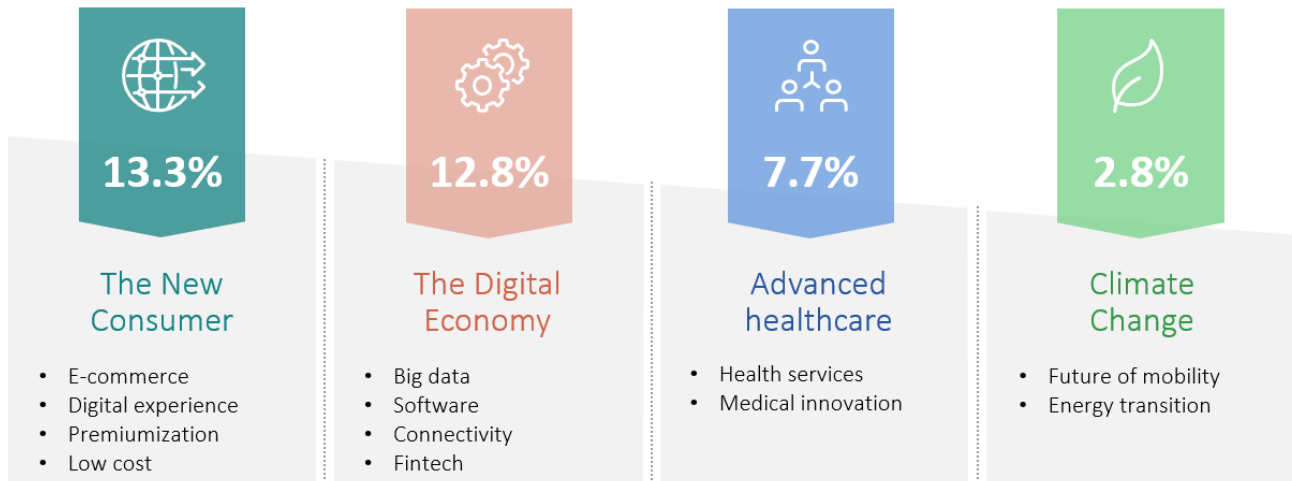 13.3%
The New
Consumer
• E-commerce
• Digital experience
• Premiumization
• Low cost
12.8%
The Digital
Economy
• Big data
• Software
• Connectivity
• Fintech
7.7%
Advanced
healthcare
• Health services
• Medical innovation
2.8%
Climate
Change
• Future of mobility
• Energy transition